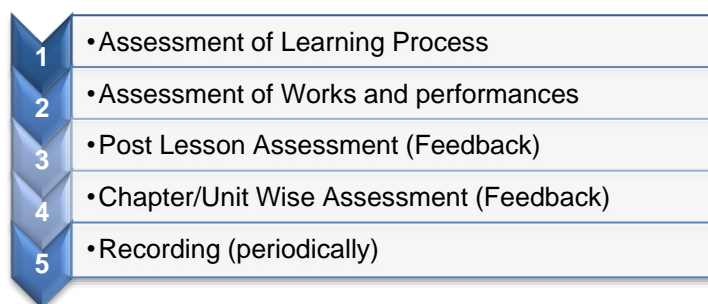 1 •Assessment of Learning Process
2 •Assessment of Works and performances
3 •Post Lesson Assessment (Feedback)
4 •Chapter/Unit Wise Assessment (Feedback)
5 •Recording (periodically)